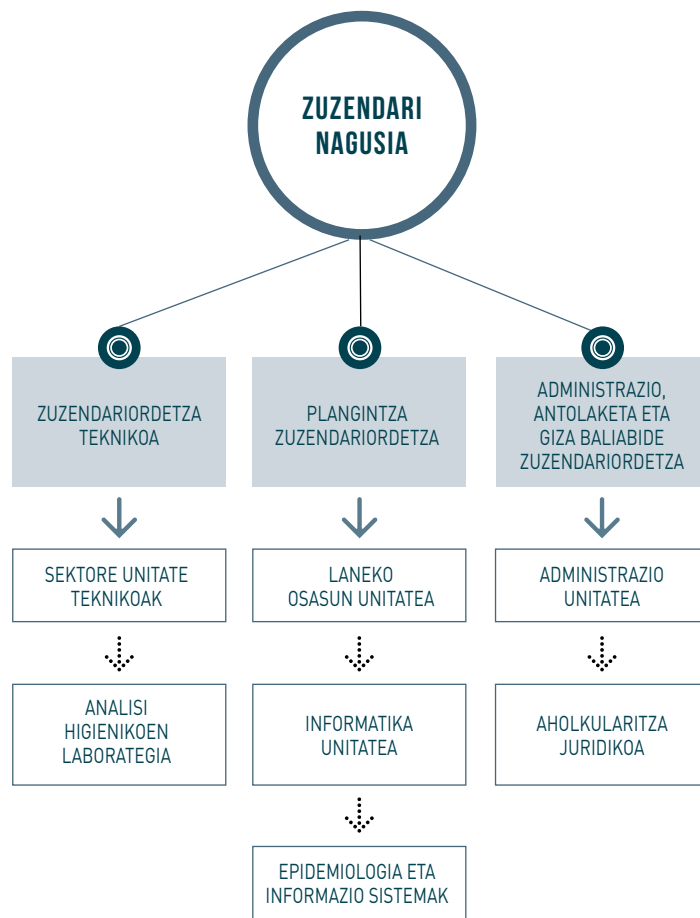 ZUZENDARI
NAGUSIA
ZUZENDARIORDETZA
TEKNIKOA
PLANGINTZA
ZUZENDARIORDETZA
ADMINISTRAZIO,
ANTOLAKETA ETA
GIZA BALIABIDE
ZUZENDARIORDETZA
SEKTORE UNITATE
TEKNIKOAK
LANEKO
OSASUN UNITATEA
ADMINISTRAZIO
UNITATEA
ANALISI
HIGIENIKOEN
LABORATEGIA
INFORMATIKA
UNITATEA
AHOLKULARITZA
JURIDIKOA
EPIDEMIOLOGIA ETA
INFORMAZIO SISTEMAK